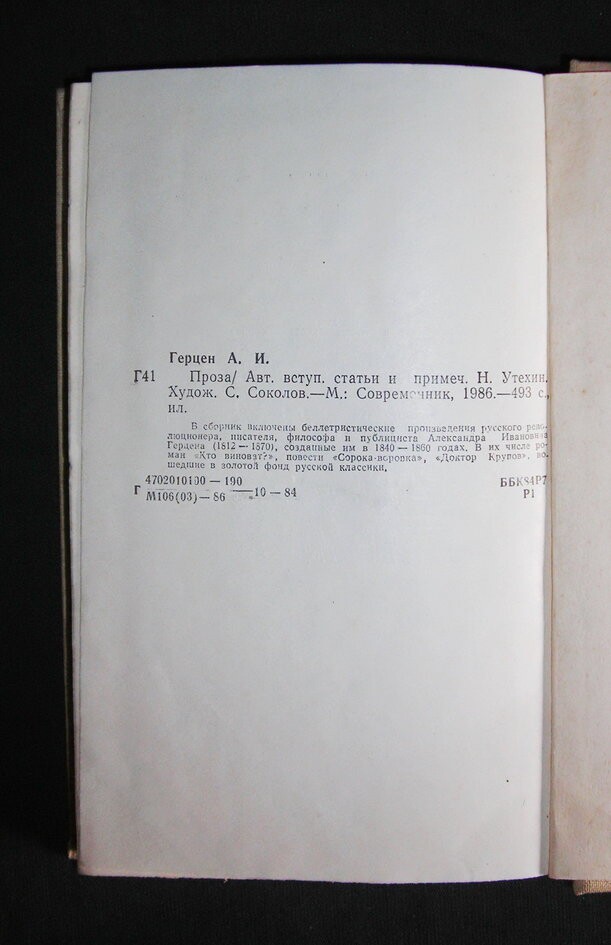 Герцен А. И.
Г41 Проза/ Авт. вступ. статьи и примеч. Н. Утехин.
Худож. С. Соколов.—М.: Современник, 1986.—493 с.,
ил.
В сборник включены беллетристические произведения русского рево-
люционера, писателя, философа и публициста Александра Ивановича
Герцена (1812—1870), созданные им в 1840—1860 годах. В их числе ро-
ман «Кто виноват?», повести «Сорока-воровка», «Доктор Крупов», во-
шедшие в золотой фонд русской классики.
4702010100—190 ББК84Р7
Г М106(03)—86 —10—84 Р1